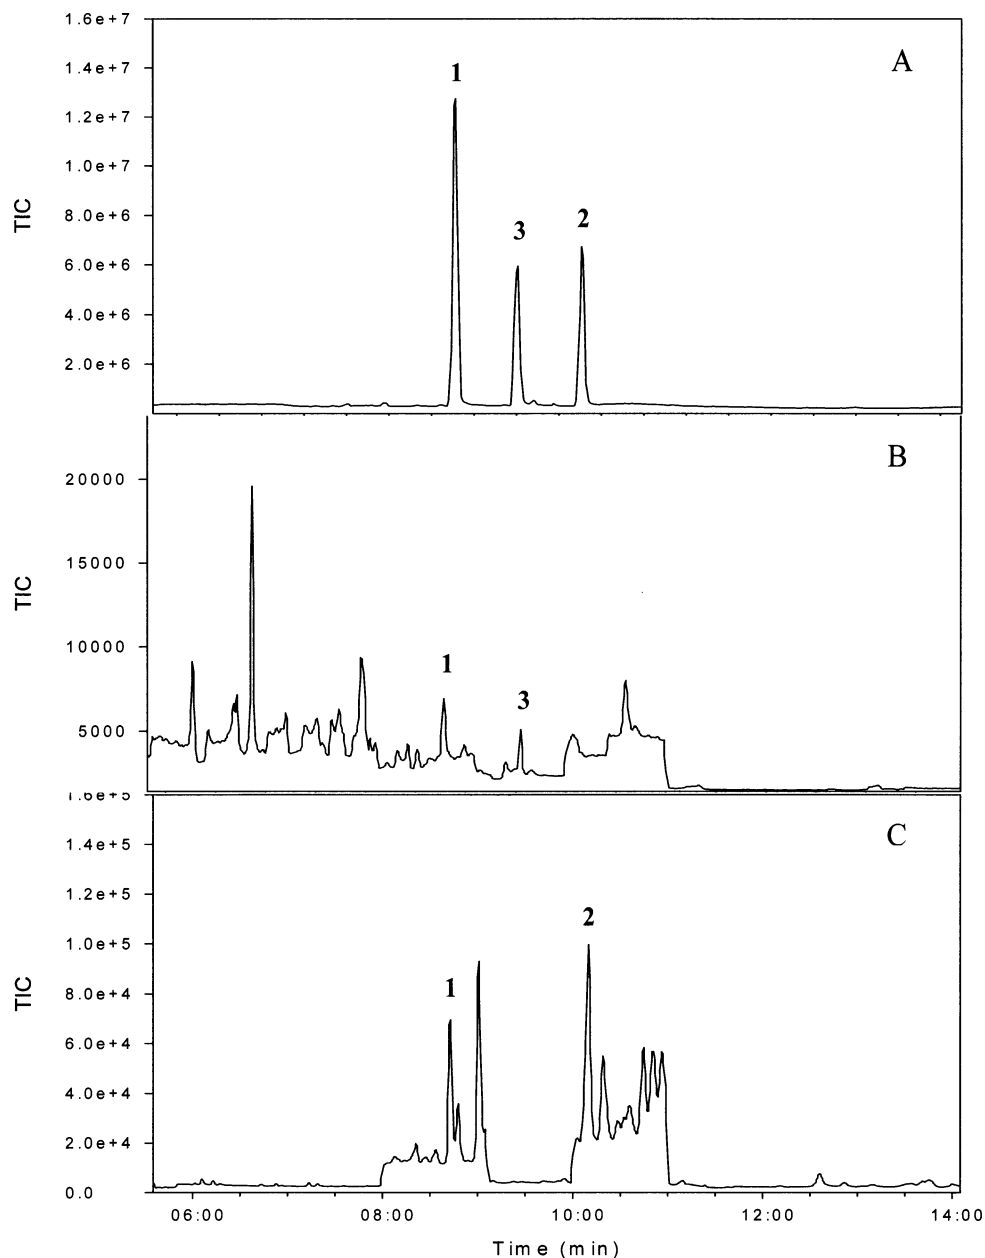 1.6e+7
A
1.4e+7
1
1.2e+7
1.0e+7
TIC
8.0e+6
3
2
6.0e+6
4.0e+6
2.0e+6
B
20000
15000
TIC
10000
1
3
5000
1.6e+5
C
1.4e+5
1.2e+5
2
1.0e+5
TIC
1
8.0e+4
6.0e+4
4.0e+4
2.0e+4
0.0
06:00 08:00 10:00 12:00 14:00
Time (min)